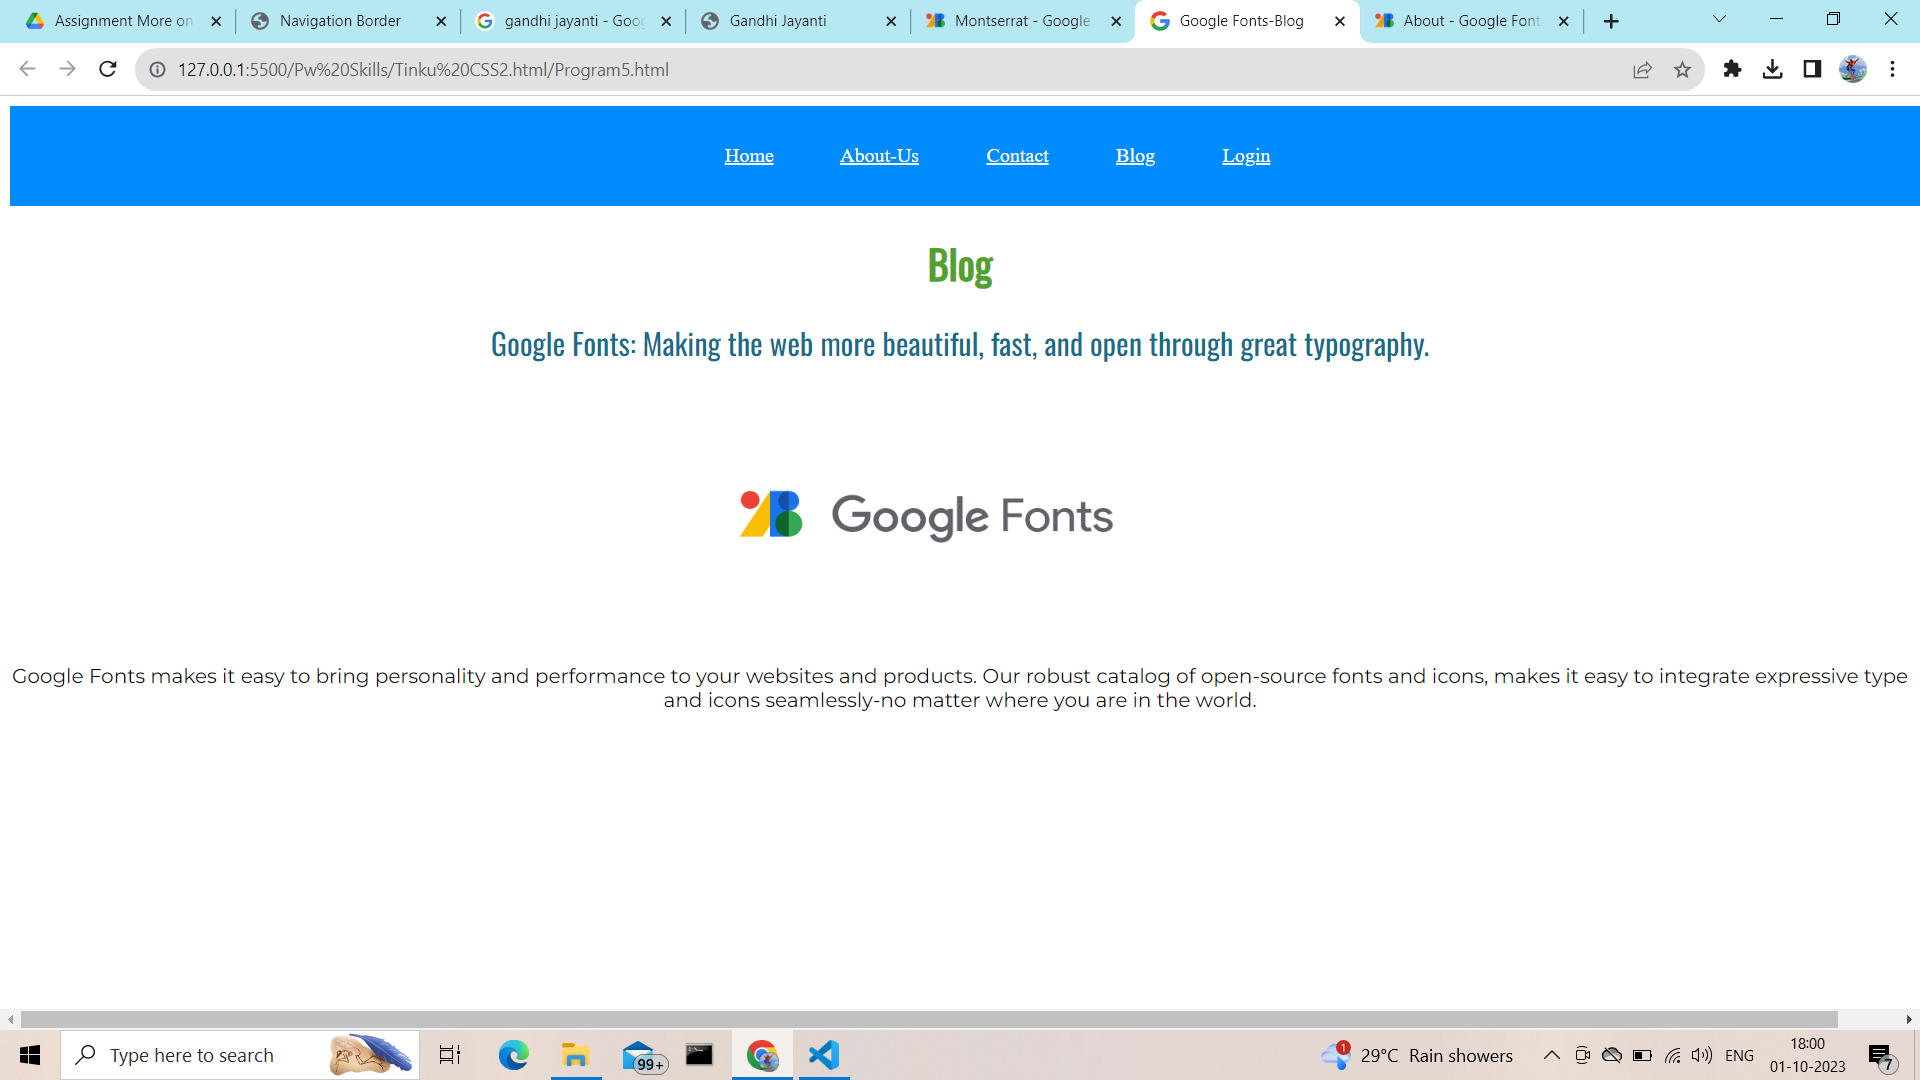 Assignment More on
Navigation Border
gandhi jayanti - Goog
Gandhi Jayanti
Montserrat - Google
Google Fonts-Blog
About - Google Font
127.0.0.1:5500/Pw%20Skills/Tinku%20CSS2.html/Program5.html
Home About-Us Contact Blog Login
Blog
Google Fonts: Making the web more beautiful, fast, and open through great typography.
Google Fonts
Google Fonts makes it easy to bring personality and performance to your websites and products. Our robust catalog of open-source fonts and icons, makes it easy to integrate expressive type
and icons seamlessly-no matter where you are in the world.
Type here to search
99+
1
29°C Rain showers
ENG
18:00
01-10-2023
7